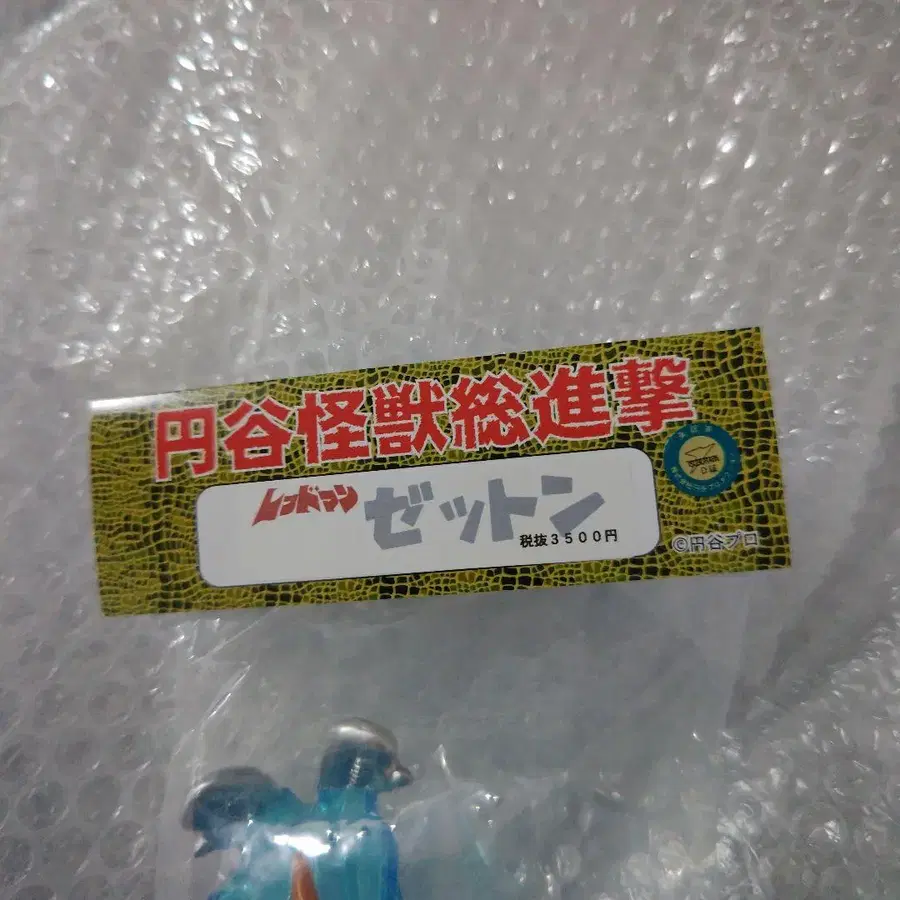 円谷怪獣総進撃
レッドマン ゼットン
税抜3500円
©円谷プロ